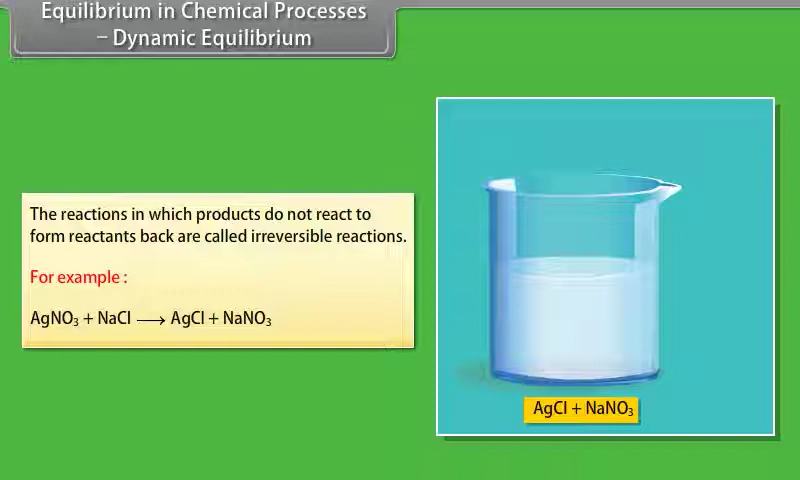 Equilibrium in Chemical Processes
– Dynamic Equilibrium
The reactions in which products do not react to
form reactants back are called irreversible reactions.
For example :
AgNO₃ + NaCl ⟶ AgCl + NaNO₃
AgCl + NaNO₃